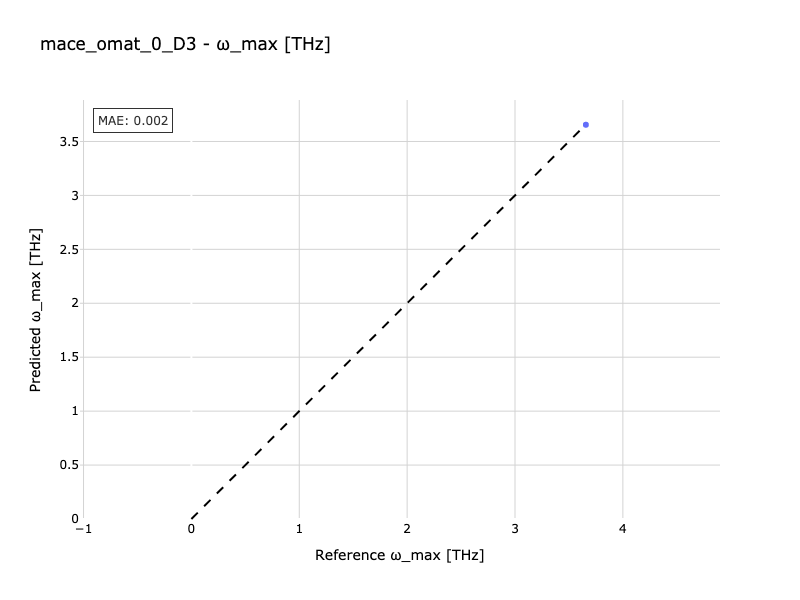 mace_omat_0_D3 - ω_max [THz]
MAE: 0.002
3.5
3
2.5
2
1.5
1
0.5
0
−1 0 1 2 3 4
Predicted ω_max [THz]
Reference ω_max [THz]